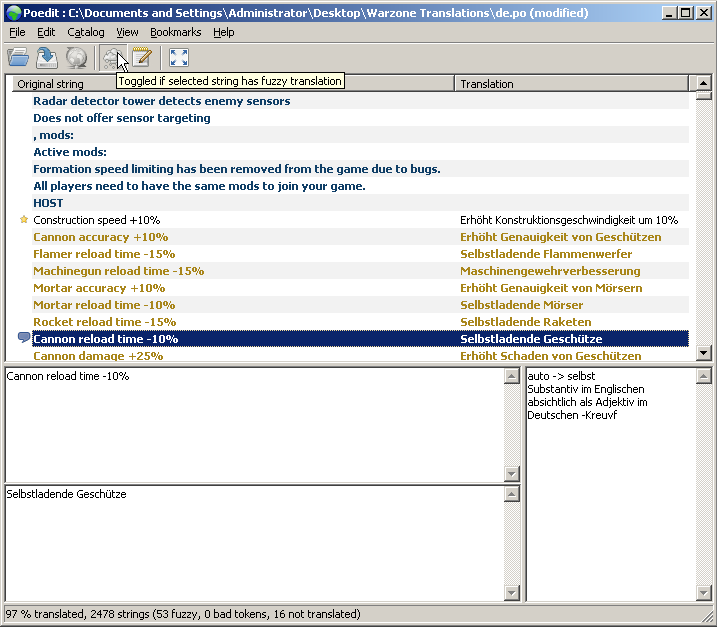 Poedit : C:\Documents and Settings\Administrator\Desktop\Warzone Translations\de.po (modified)
File Edit Catalog View Bookmarks Help
Toggled if selected string has fuzzy translation
Original string Translation
Radar detector tower detects enemy sensors
Does not offer sensor targeting
, mods:
Active mods:
Formation speed limiting has been removed from the game due to bugs.
All players need to have the same mods to join your game.
HOST
Construction speed +10% Erhöht Konstruktionsgeschwindigkeit um 10%
Cannon accuracy +10% Erhöht Genauigkeit von Geschützen
Flamer reload time -15% Selbstladende Flammenwerfer
Machinegun reload time -15% Maschinengewehrverbesserung
Mortar accuracy +10% Erhöht Genauigkeit von Mörsern
Mortar reload time -10% Selbstladende Mörser
Rocket reload time -15% Selbstladende Raketen
Cannon reload time -10% Selbstladende Geschütze
Cannon damage +25% Erhöht Schaden von Geschützen
Cannon reload time -10%
Selbstladende Geschütze
auto -> selbst
Substantiv im Englischen
absichtlich als Adjektiv im
Deutschen -Kreuvf
97 % translated, 2478 strings (53 fuzzy, 0 bad tokens, 16 not translated)